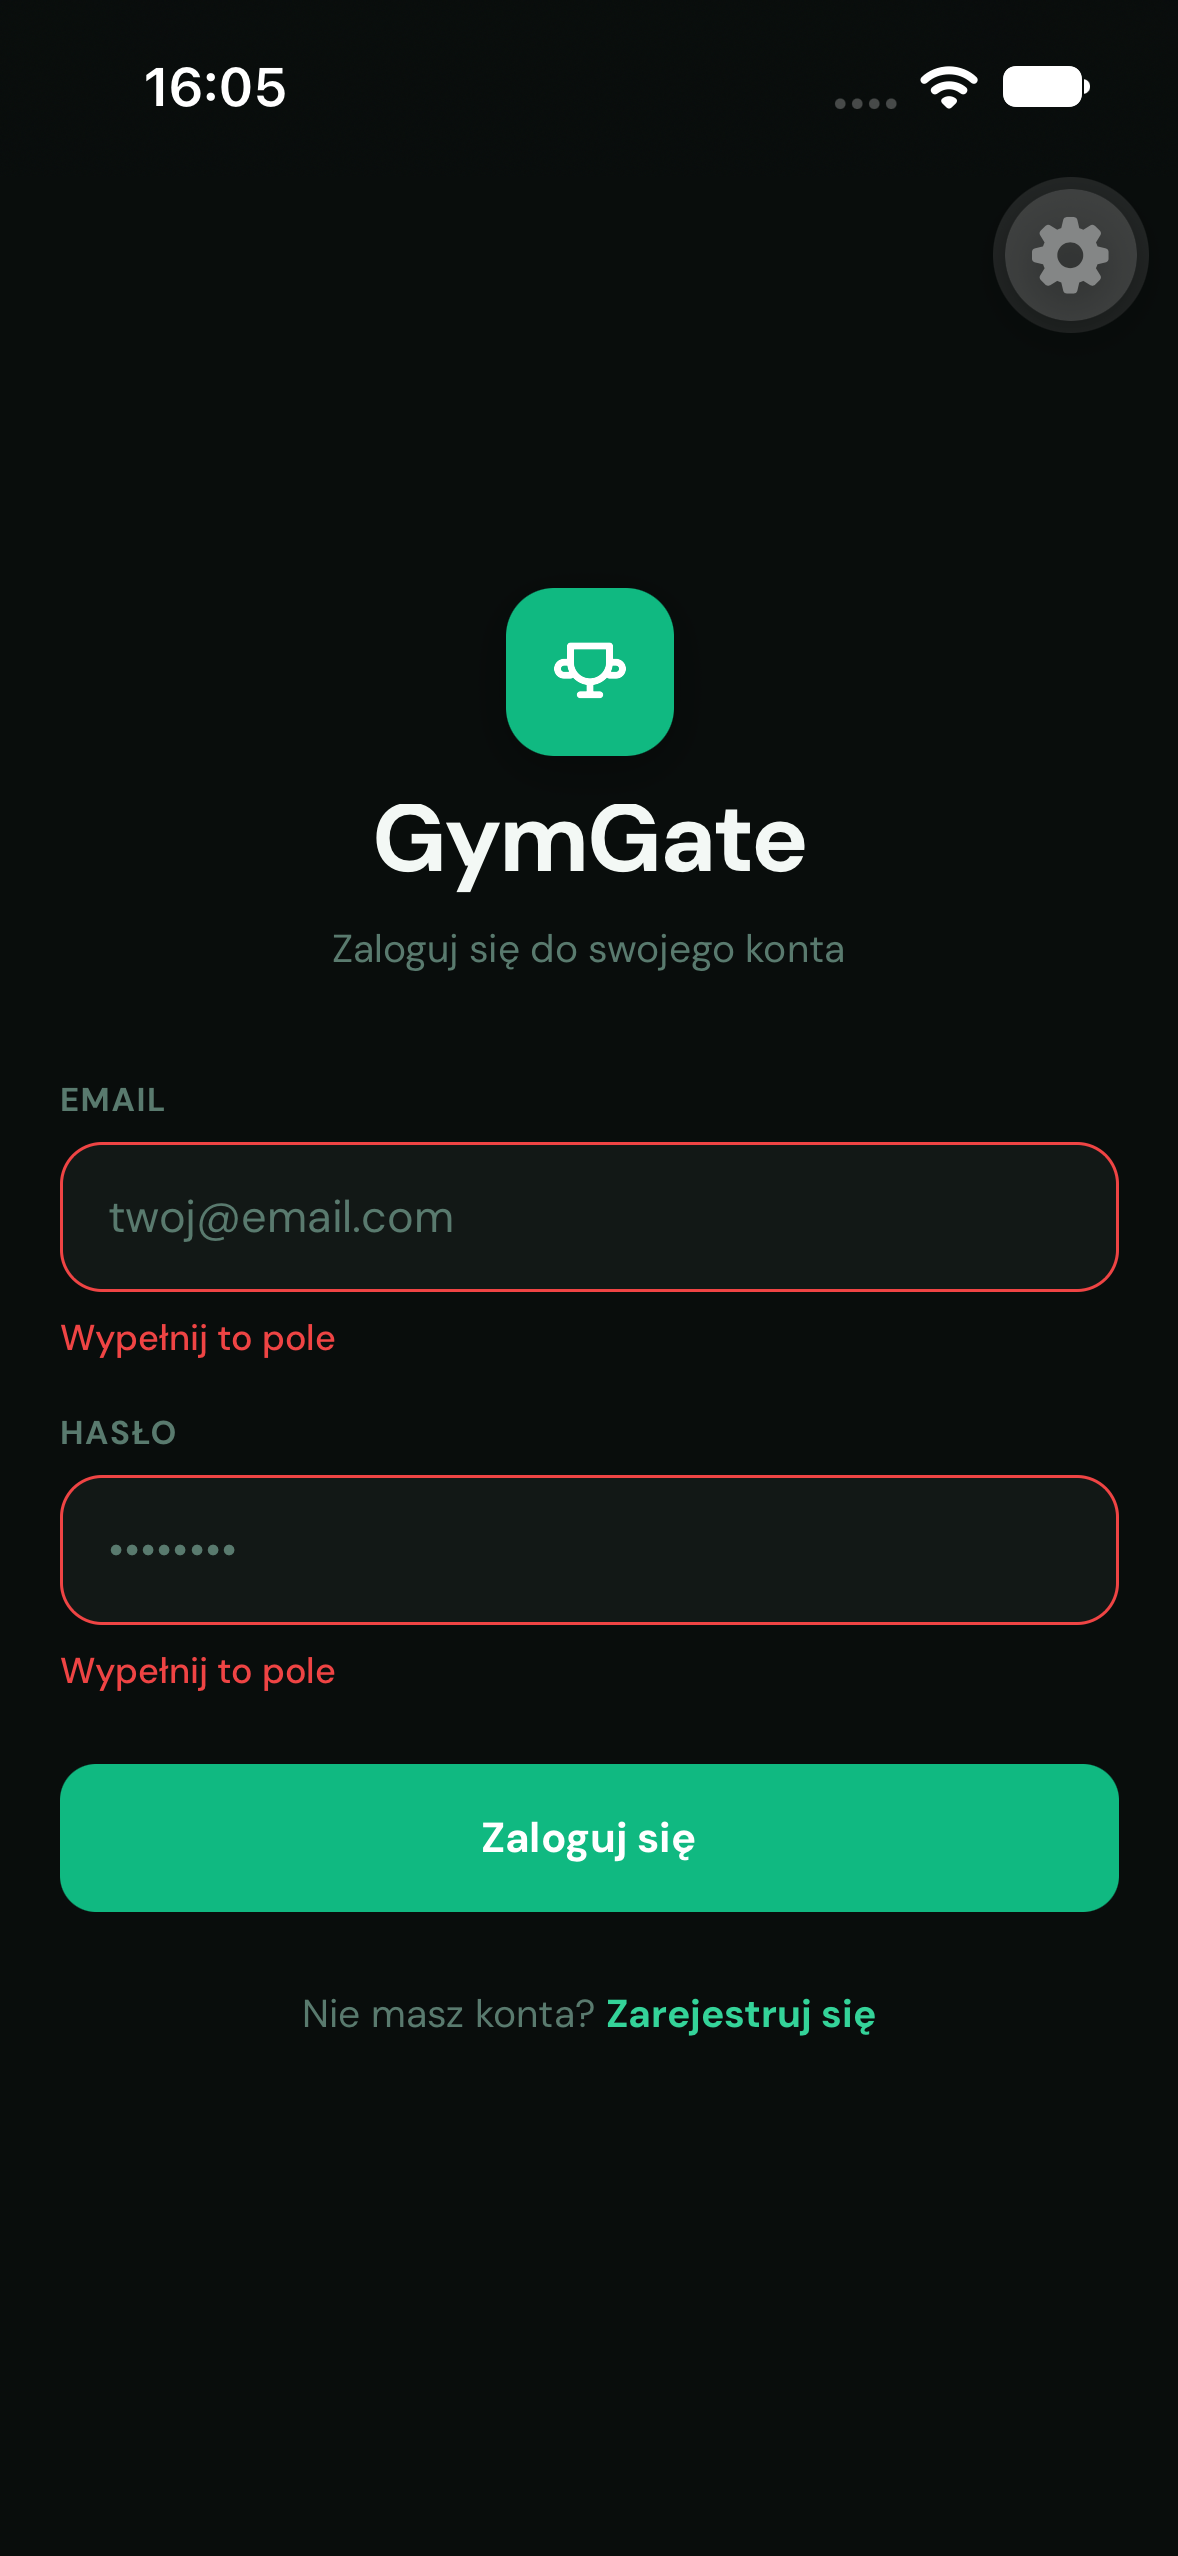 16:05
GymGate
Zaloguj się do swojego konta
EMAIL
twoj@email.com
Wypełnij to pole
HASŁO
••••••••
Wypełnij to pole
Zaloguj się
Nie masz konta? Zarejestruj się